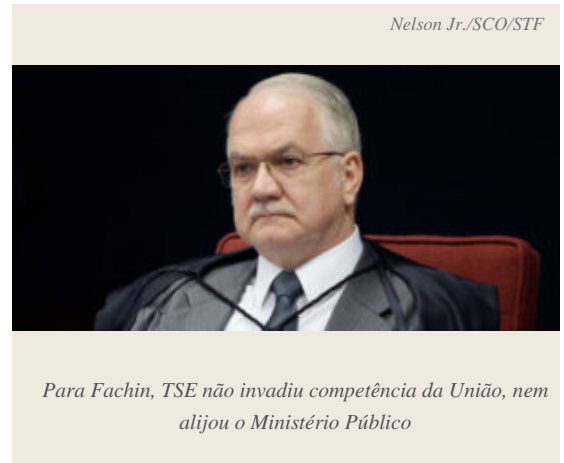 Nelson Jr./SCO/STF
Para Fachin, TSE não invadiu competência da União, nem
alijou o Ministério Público